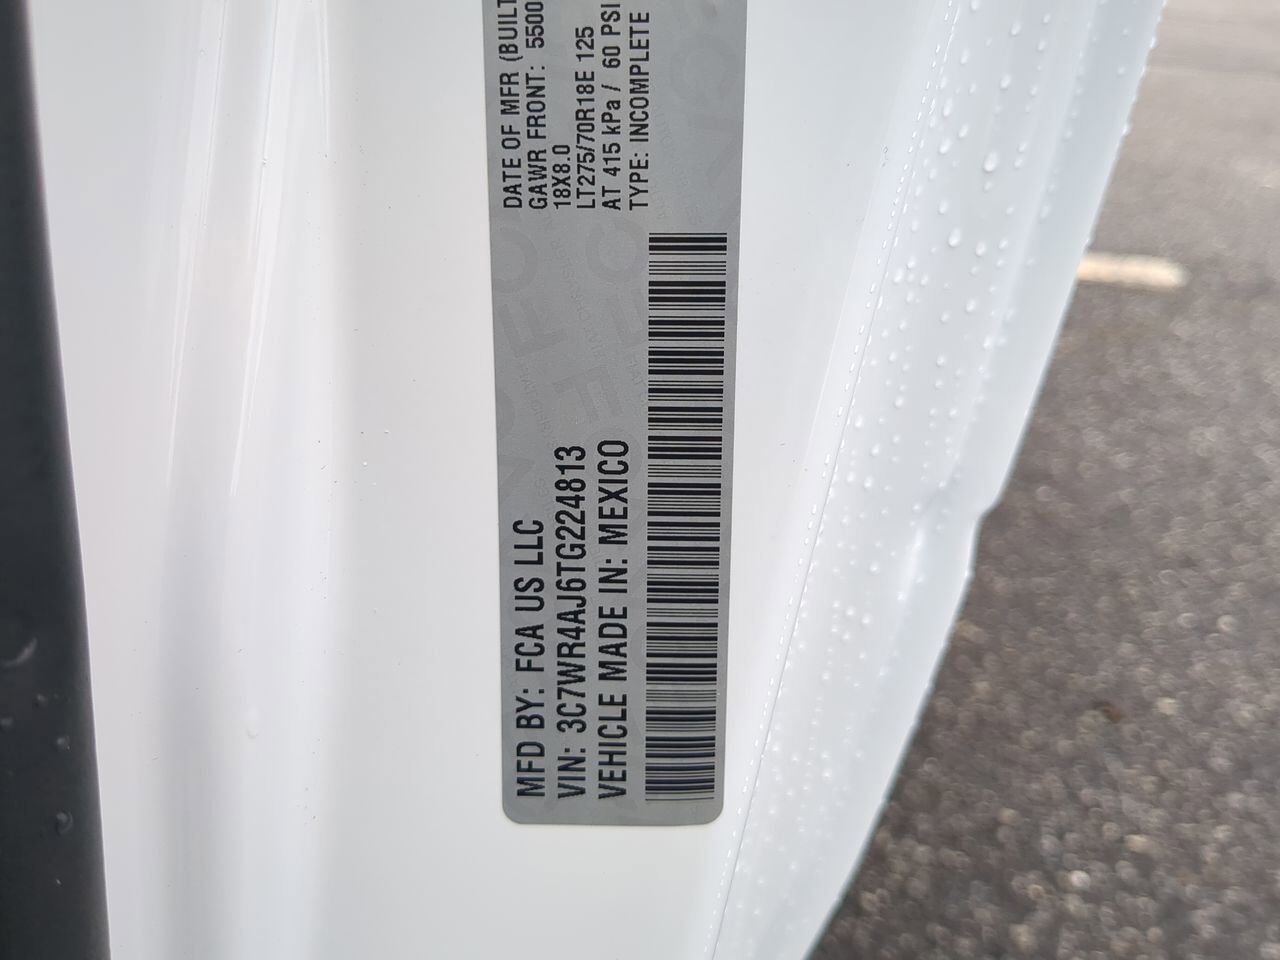 MFD BY: FCA US LLC
VIN: 3C7WR4AJ6TG224813
VEHICLE MADE IN: MEXICO
DATE OF MFR (BUILT
GAWR FRONT: 5500
18X8.0
LT275/70R18E 125
AT 415 kPa / 60 PSI
TYPE: INCOMPLETE